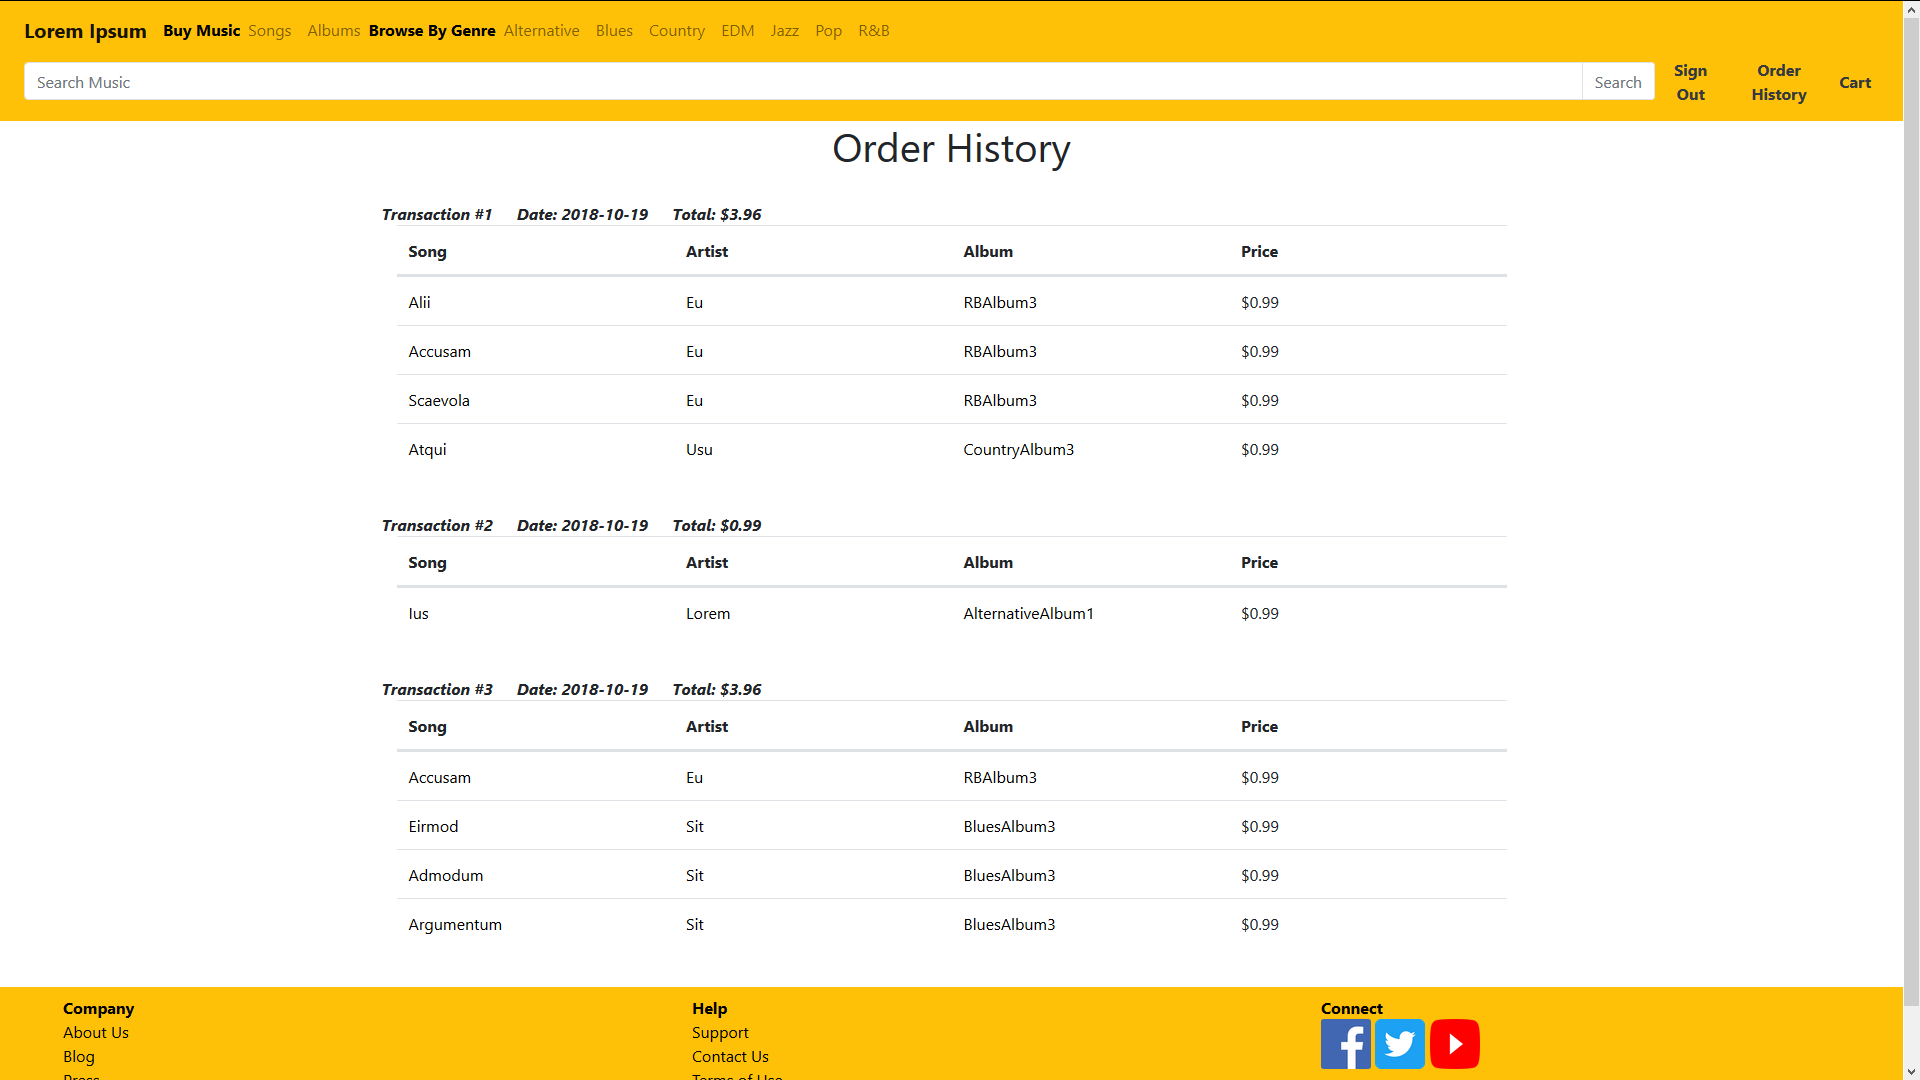 Lorem Ipsum Buy Music Songs Albums Browse By Genre Alternative Blues Country EDM Jazz Pop R&B
Search Music Search Sign Out Order History Cart
Order History
Transaction #1 Date: 2018-10-19 Total: $3.96
Song Artist Album Price
Alii Eu RBAlbum3 $0.99
Accusam Eu RBAlbum3 $0.99
Scaevola Eu RBAlbum3 $0.99
Atqui Usu CountryAlbum3 $0.99
Transaction #2 Date: 2018-10-19 Total: $0.99
Song Artist Album Price
Ius Lorem AlternativeAlbum1 $0.99
Transaction #3 Date: 2018-10-19 Total: $3.96
Song Artist Album Price
Accusam Eu RBAlbum3 $0.99
Eirmod Sit BluesAlbum3 $0.99
Admodum Sit BluesAlbum3 $0.99
Argumentum Sit BluesAlbum3 $0.99
Company Help Connect
About Us Support
Blog Contact Us
Press Terms of Use